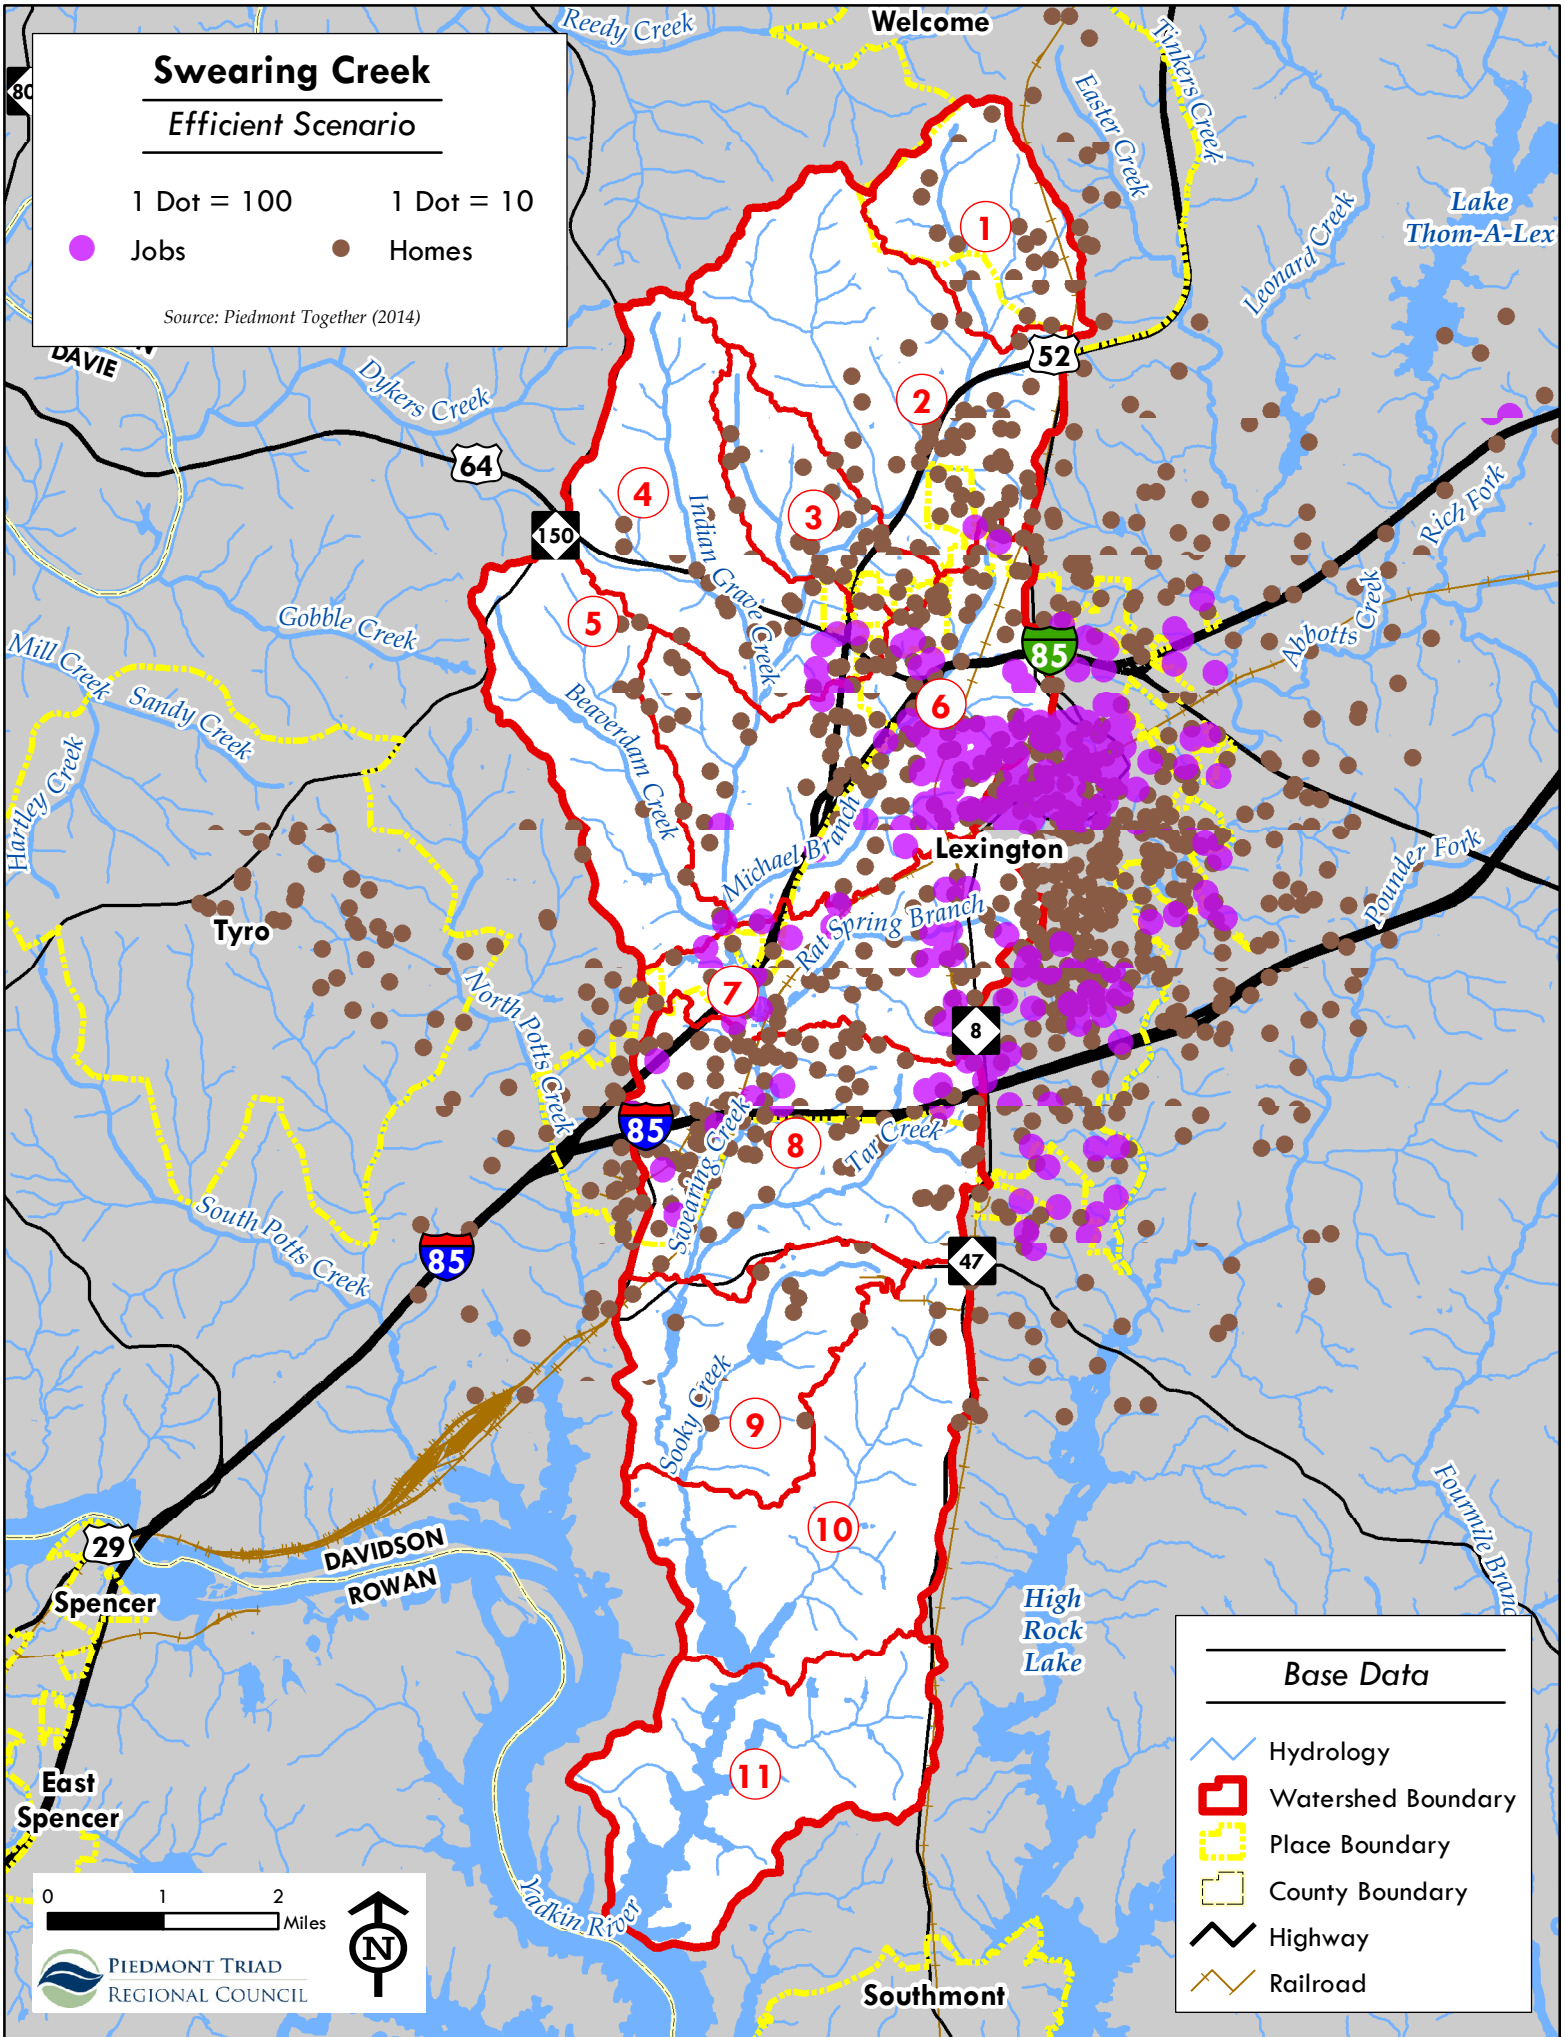 Swearing Creek
Efficient Scenario
1 Dot = 100
1 Dot = 10
Jobs
Homes
Source: Piedmont Together (2014)
80
DAVIE
Welcome
Reedy Creek
Tinkers Creek
Easter Creek
Leonard Creek
Lake
Thom-A-Lex
Dykers Creek
52
64
150
1
2
3
4
5
6
7
8
9
10
11
Indian Grave Creek
Rich Fork
Abbotts Creek
Gobble Creek
Mill Creek
Sandy Creek
Hartley Creek
Beaverdam Creek
85
Michael Branch
Lexington
Rat Spring Branch
Pounder Fork
Tyro
North Potts Creek
8
85
Swearing Creek
Tar Creek
South Potts Creek
85
47
Sooky Creek
Fourmile Branc
29
DAVIDSON
ROWAN
Spencer
East
Spencer
High
Rock
Lake
Yadkin River
Southmont
0 1 2
Miles
N
PIEDMONT TRIAD
REGIONAL COUNCIL
Base Data
Hydrology
Watershed Boundary
Place Boundary
County Boundary
Highway
Railroad